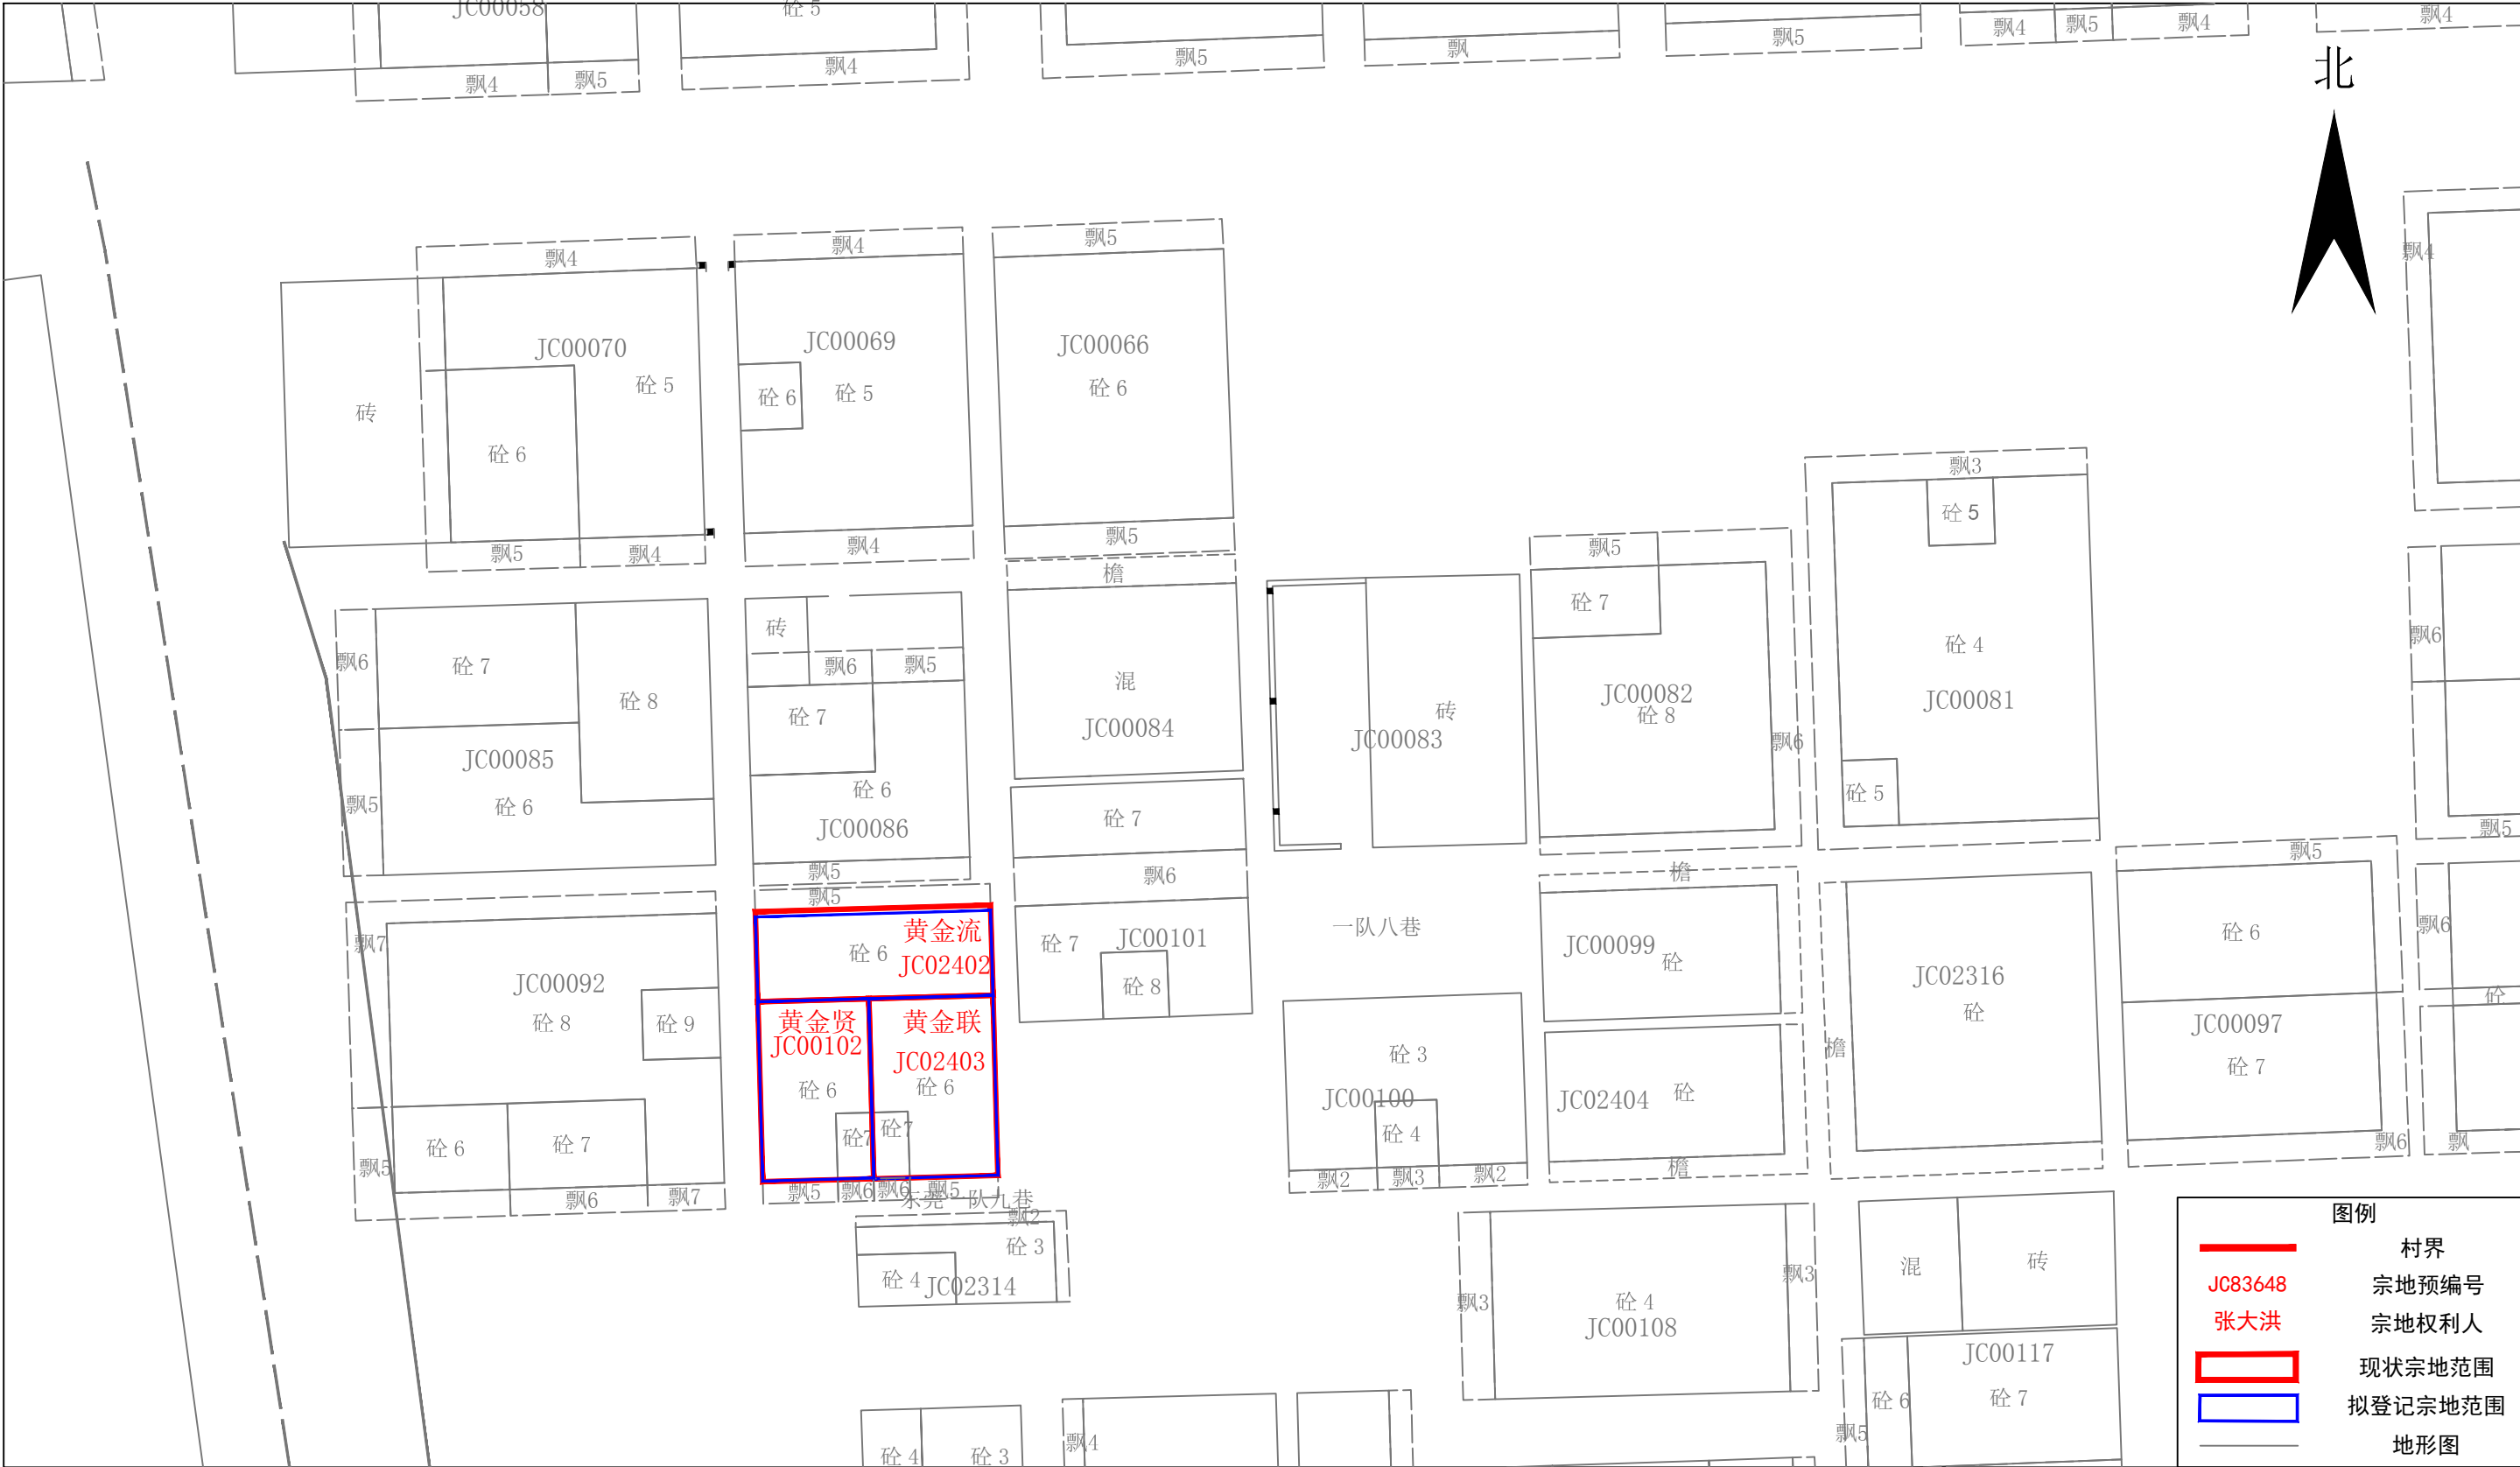 JC00058
砼 5
飘4
飘5
飘4
飘5
飘
飘5
飘4
飘5
飘4
飘4
北
飘4
飘4
飘5
飘4
JC00070
砼 5
砖
砼 6
飘5
飘4
JC00069
砼 6
砼 5
飘4
JC00066
砼 6
飘5
檐
混
JC00084
飘3
砼 5
砼 4
JC00081
砼 5
飘5
砼 7
JC00082
砼 8
飘6
砖
JC00083
飘6
砼 7
砼 8
JC00085
飘5
砼 6
砖
飘6
飘5
砼 7
砼 6
JC00086
飘5
飘5
砼 7
飘6
砼 7
JC00101
砼 8
飘6
飘5
飘6
砼
飘
一队八巷
檐
JC00099
砼
JC02404
砼
檐
JC02316
砼
檐
飘5
砼 6
JC00097
砼 7
飘6
飘7
JC00092
砼 8
砼 9
砼 6
砼 7
飘5
飘6
飘7
黄金流
砼 6
JC02402
黄金贤
JC00102
砼 6
砼7
黄金联
JC02403
砼 6
砼7
飘5
飘6
飘6
飘5
东莞一队九巷
飘2
砼 3
砼 4
JC02314
砼 3
JC00100
砼 4
飘2
飘3
飘2
飘3
砼 4
JC00108
飘3
混
砖
JC00117
砼 6
砼 7
飘5
砼 4
砼 3
飘4
图例
村界
JC83648
宗地预编号
张大洪
宗地权利人
现状宗地范围
拟登记宗地范围
地形图